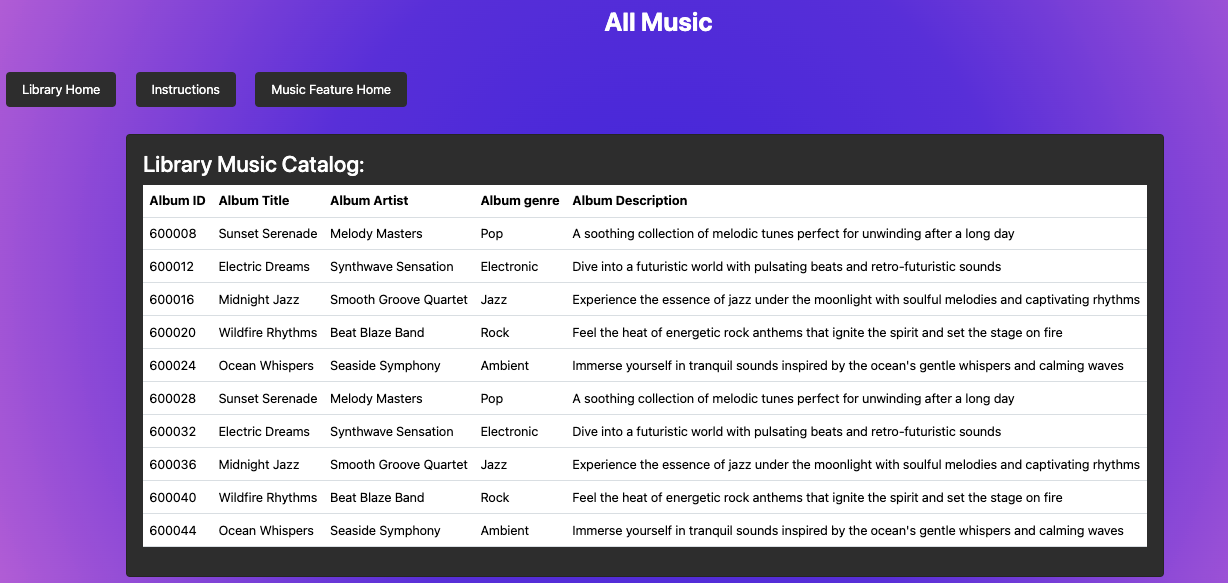 All Music
Library Home Instructions Music Feature Home
Library Music Catalog:
Album ID Album Title Album Artist Album genre Album Description
600008 Sunset Serenade Melody Masters Pop A soothing collection of melodic tunes perfect for unwinding after a long day
600012 Electric Dreams Synthwave Sensation Electronic Dive into a futuristic world with pulsating beats and retro-futuristic sounds
600016 Midnight Jazz Smooth Groove Quartet Jazz Experience the essence of jazz under the moonlight with soulful melodies and captivating rhythms
600020 Wildfire Rhythms Beat Blaze Band Rock Feel the heat of energetic rock anthems that ignite the spirit and set the stage on fire
600024 Ocean Whispers Seaside Symphony Ambient Immerse yourself in tranquil sounds inspired by the ocean's gentle whispers and calming waves
600028 Sunset Serenade Melody Masters Pop A soothing collection of melodic tunes perfect for unwinding after a long day
600032 Electric Dreams Synthwave Sensation Electronic Dive into a futuristic world with pulsating beats and retro-futuristic sounds
600036 Midnight Jazz Smooth Groove Quartet Jazz Experience the essence of jazz under the moonlight with soulful melodies and captivating rhythms
600040 Wildfire Rhythms Beat Blaze Band Rock Feel the heat of energetic rock anthems that ignite the spirit and set the stage on fire
600044 Ocean Whispers Seaside Symphony Ambient Immerse yourself in tranquil sounds inspired by the ocean's gentle whispers and calming waves